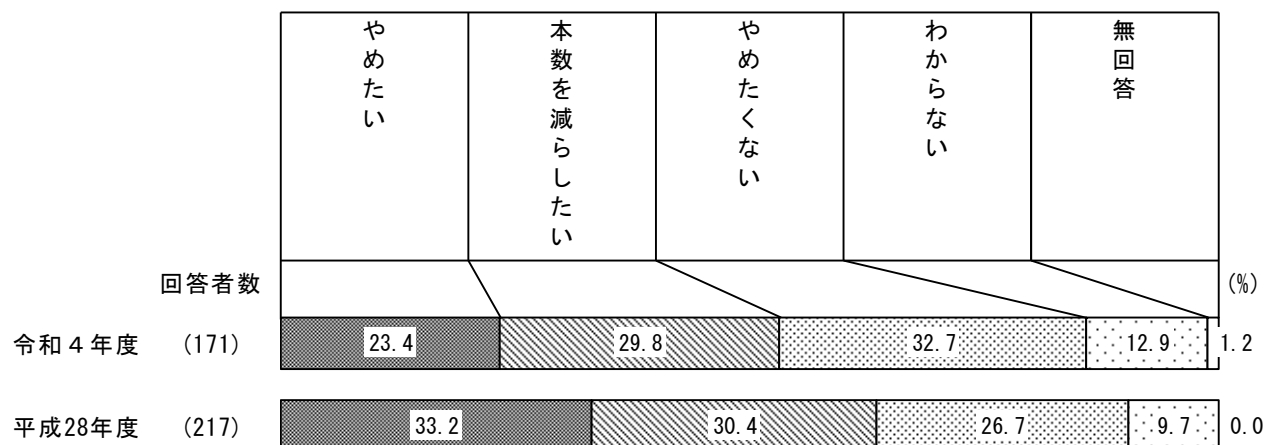 やめたい
本数を減らしたい
やめたくない
わからない
無回答
回答者数
(%)
令和４年度 (171) 23.4 29.8 32.7 12.9 1.2
平成28年度 (217) 33.2 30.4 26.7 9.7 0.0